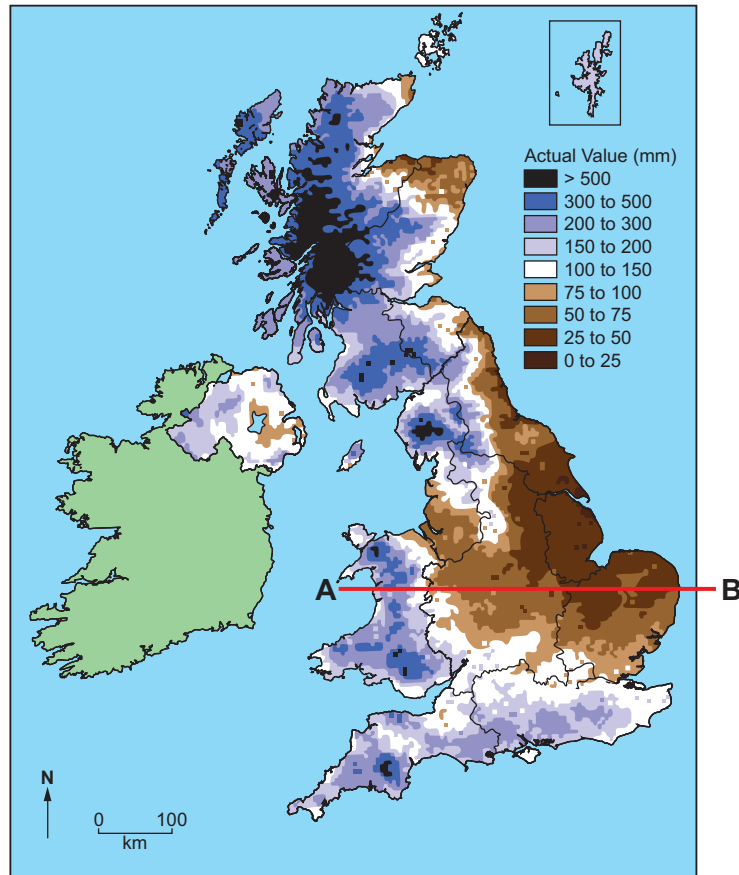 Actual Value (mm)
> 500
300 to 500
200 to 300
150 to 200
100 to 150
75 to 100
50 to 75
25 to 50
0 to 25
A B
N
0 100
km